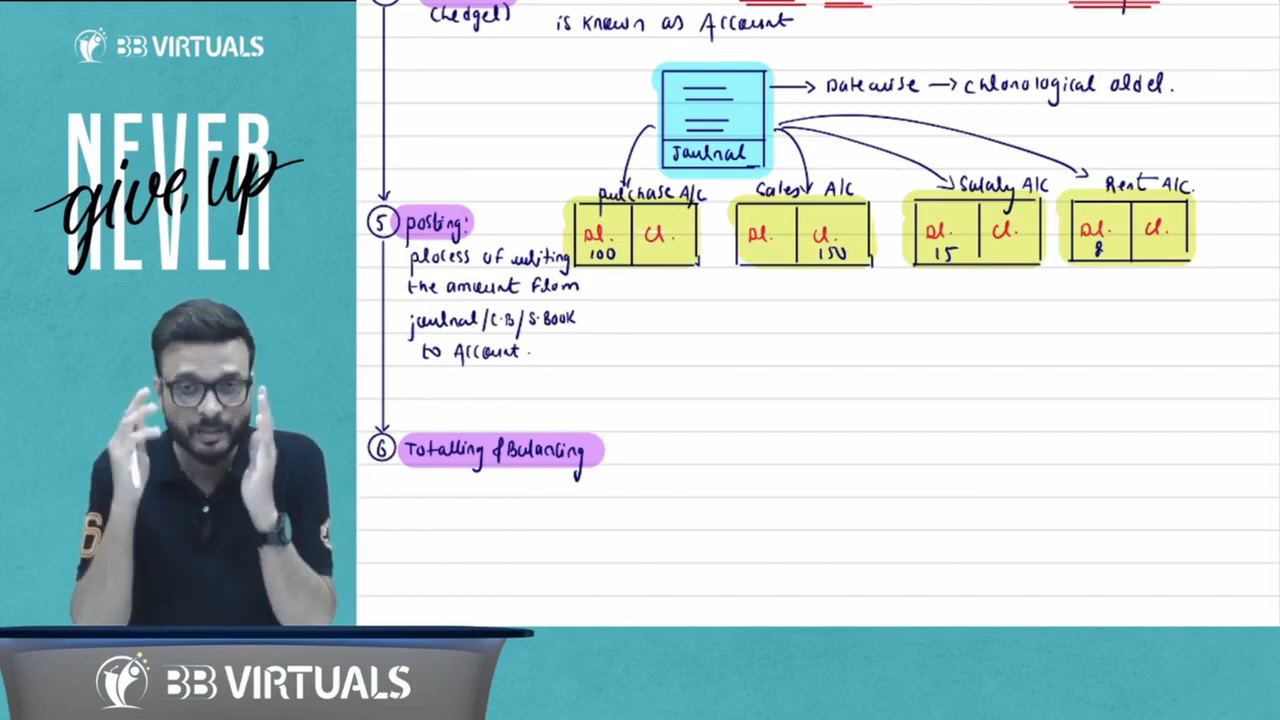 BB VIRTUALS
NEVER
give up
NEVER
(Ledger)
is known as Account
Datewise → Chronological order.
Journal
Purchase A/C
Sales A/C
Salary A/C
Rent A/C.
5 posting:
Dr. Cr.
100
Dr. Cr.
150
Dr. Cr.
15
Dr. Cr.
8
process of writing
the amount from
journal/C.B/S.Book
to Account.
6 Totalling & Balancing
6
BB VIRTUALS